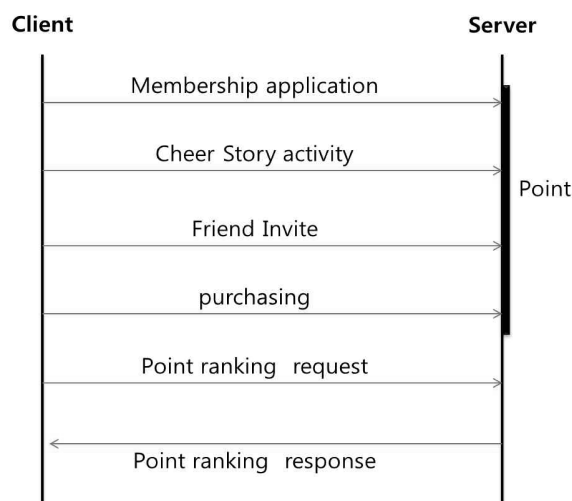 Client
Server
Membership application
Cheer Story activity
Point
Friend Invite
purchasing
Point ranking request
Point ranking response